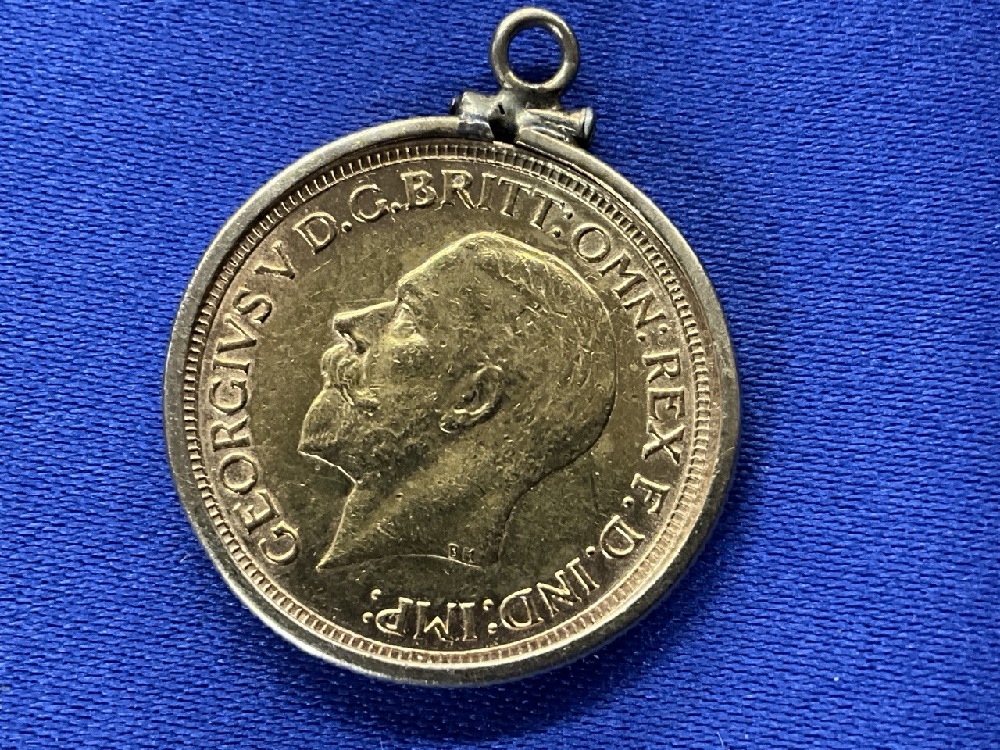 GEORGIVS V D.G.BRITT:OMN:REX F.D.IND:IMP:
BM